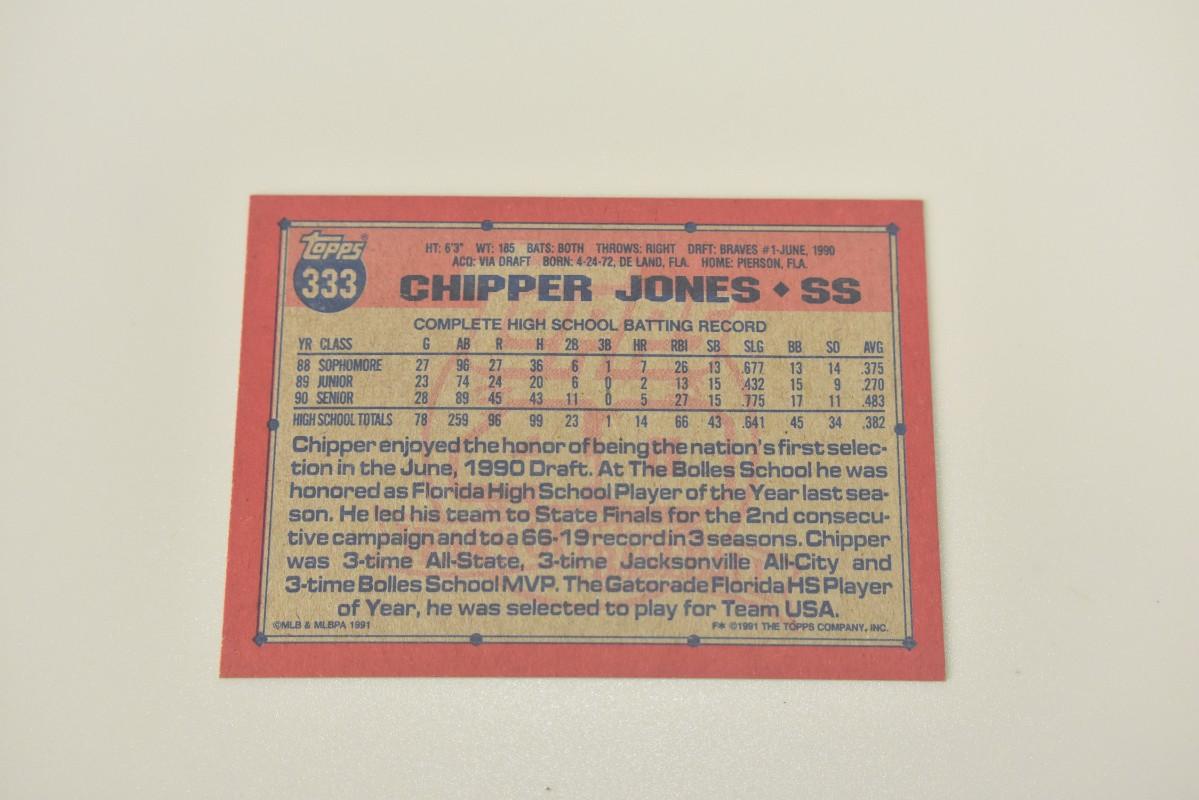 topps®
333
HT: 6'3" WT: 185 BATS: BOTH THROWS: RIGHT DRFT: BRAVES #1-JUNE, 1990
ACQ: VIA DRAFT BORN: 4-24-72, DE LAND, FLA. HOME: PIERSON, FLA.
CHIPPER JONES ♦ SS
COMPLETE HIGH SCHOOL BATTING RECORD
YR CLASS G AB R H 2B 3B HR RBI SB SLG BB SO AVG
88 SOPHOMORE 27 96 27 36 6 1 7 26 13 .677 13 14 .375
89 JUNIOR 23 74 24 20 6 0 2 13 15 .432 15 9 .270
90 SENIOR 28 89 45 43 11 0 5 27 15 .775 17 11 .483
HIGH SCHOOL TOTALS 78 259 96 99 23 1 14 66 43 .641 45 34 .382
Chipper enjoyed the honor of being the nation's first selec-
tion in the June, 1990 Draft. At The Bolles School he was
honored as Florida High School Player of the Year last sea-
son. He led his team to State Finals for the 2nd consecu-
tive campaign and to a 66-19 record in 3 seasons. Chipper
was 3-time All-State, 3-time Jacksonville All-City and
3-time Bolles School MVP. The Gatorade Florida HS Player
of Year, he was selected to play for Team USA.
©MLB & MLBPA 1991 F* ©1991 THE TOPPS COMPANY, INC.